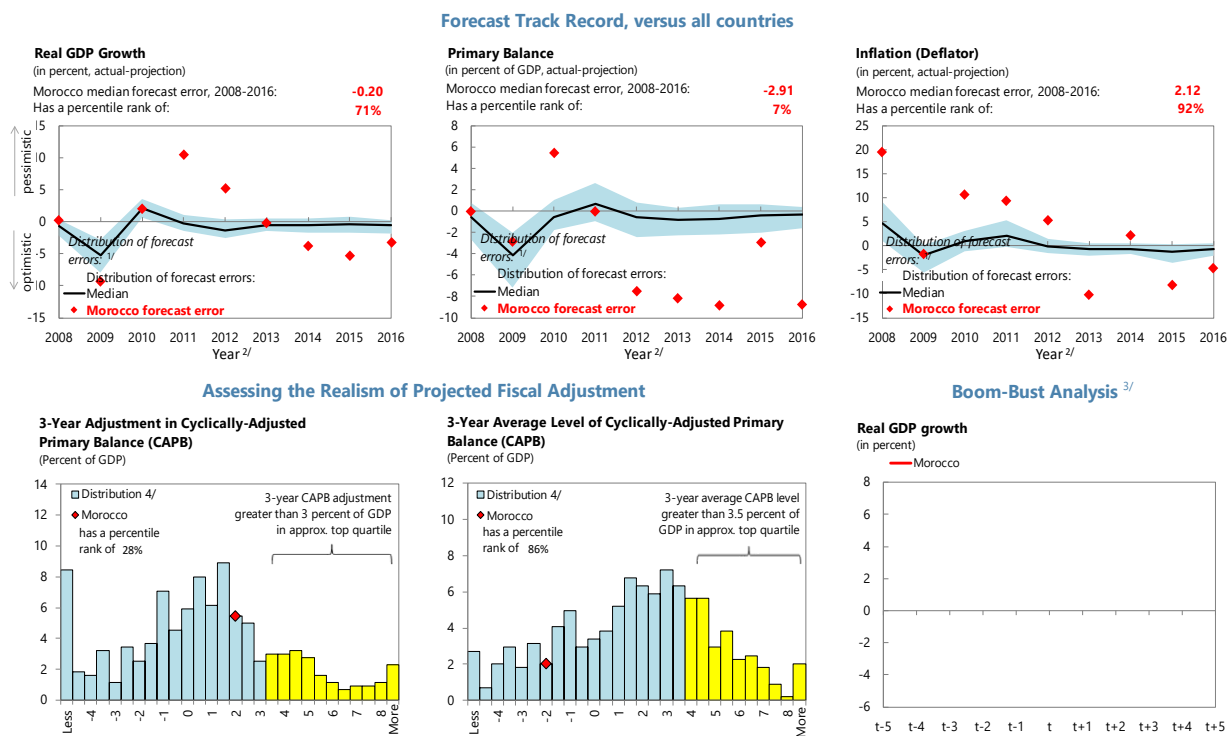 Forecast Track Record, versus all countries
Real GDP Growth
(in percent, actual-projection)
Morocco median forecast error, 2008-2016: -0.20
Has a percentile rank of: 71%
pessimistic
optimistic
15
10
5
0
-5
-10
-15
Distribution of forecast
errors: 1/
Distribution of forecast errors:
Median
Morocco forecast error
2008 2009 2010 2011 2012 2013 2014 2015 2016
Year 2/
Primary Balance
(in percent of GDP, actual-projection)
Morocco median forecast error, 2008-2016: -2.91
Has a percentile rank of: 7%
8
6
4
2
0
-2
-4
-6
-8
-10
Distribution of forecast
errors: 1/
Distribution of forecast errors:
Median
Morocco forecast error
2008 2009 2010 2011 2012 2013 2014 2015 2016
Year 2/
Inflation (Deflator)
(in percent, actual-projection)
Morocco median forecast error, 2008-2016: 2.12
Has a percentile rank of: 92%
25
20
15
10
5
0
-5
-10
-15
Distribution of forecast
errors: 1/
Distribution of forecast errors:
Median
Morocco forecast error
2008 2009 2010 2011 2012 2013 2014 2015 2016
Year 2/
Assessing the Realism of Projected Fiscal Adjustment
3-Year Adjustment in Cyclically-Adjusted
Primary Balance (CAPB)
(Percent of GDP)
14
12
10
8
6
4
2
0
Distribution 4/
Morocco
has a percentile
rank of 28%
3-year CAPB adjustment
greater than 3 percent of GDP
in approx. top quartile
Less -4 -3 -2 -1 0 1 2 3 4 5 6 7 8 More
3-Year Average Level of Cyclically-Adjusted Primary
Balance (CAPB)
(Percent of GDP)
12
10
8
6
4
2
0
Distribution 4/
Morocco
has a percentile
rank of 86%
3-year average CAPB level
greater than 3.5 percent of
GDP in approx. top quartile
Less -4 -3 -2 -1 0 1 2 3 4 5 6 7 8 More
Boom-Bust Analysis 3/
Real GDP growth
(in percent)
Morocco
8
6
4
2
0
-2
-4
-6
t-5 t-4 t-3 t-2 t-1 t t+1 t+2 t+3 t+4 t+5